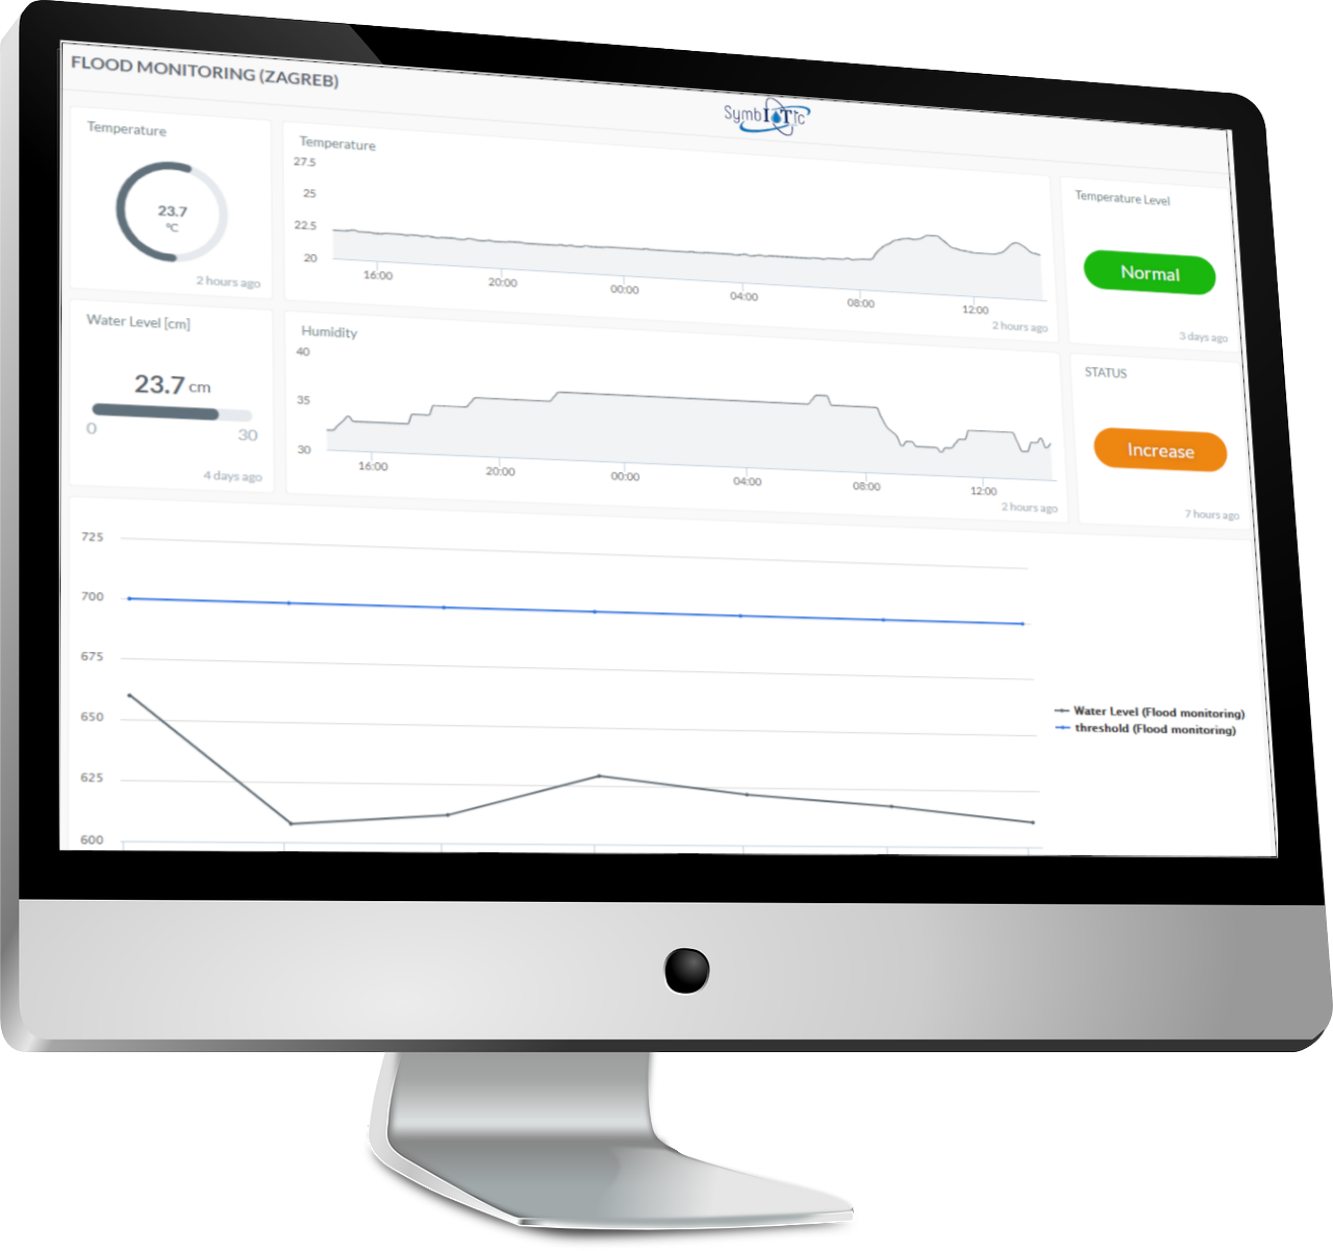 FLOOD MONITORING (ZAGREB)
SymbIoTic
Temperature
23.7
°C
2 hours ago
Temperature
27.5
25
22.5
20
16:00
20:00
00:00
04:00
08:00
12:00
2 hours ago
Temperature Level
Normal
3 days ago
Water Level [cm]
23.7 cm
0
30
4 days ago
Humidity
40
35
30
16:00
20:00
00:00
04:00
08:00
12:00
2 hours ago
STATUS
Increase
7 hours ago
725
700
675
650
625
600
Water Level (Flood monitoring)
threshold (Flood monitoring)